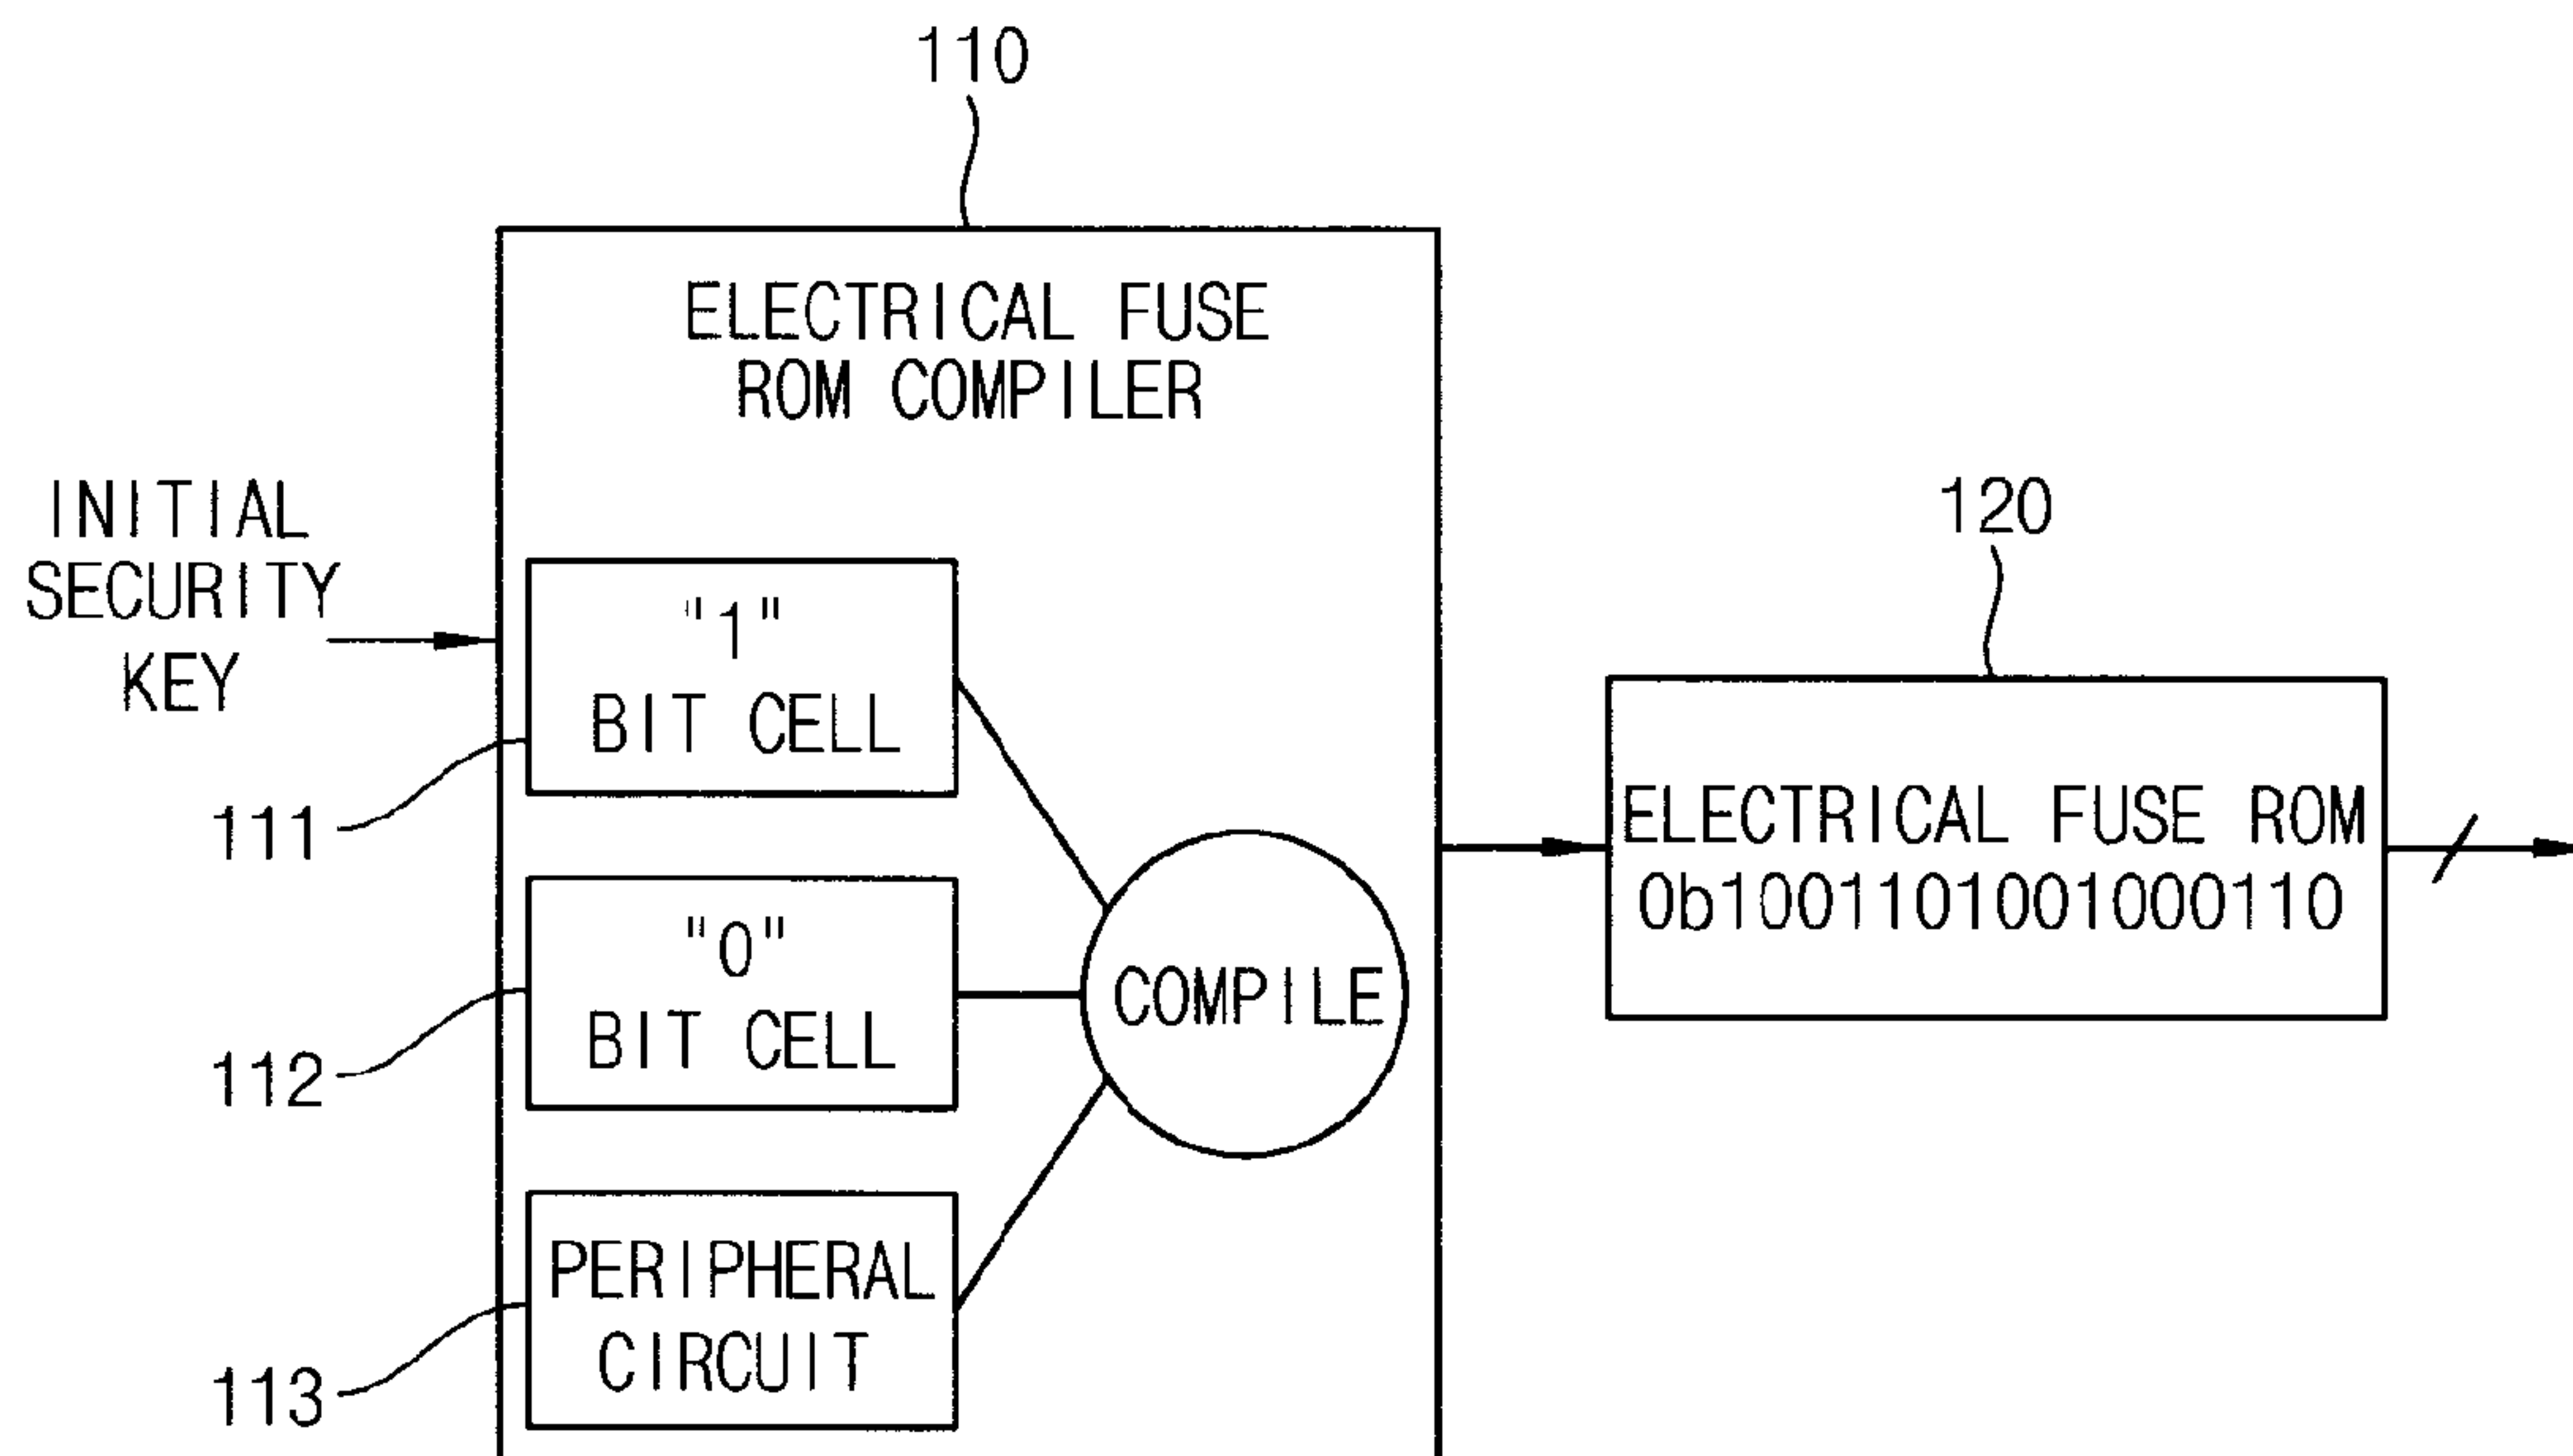 110
ELECTRICAL FUSE
ROM COMPILER
INITIAL
SECURITY
KEY
"1"
BIT CELL
111
"0"
BIT CELL
112
PERIPHERAL
CIRCUIT
113
COMPILE
120
ELECTRICAL FUSE ROM
0b1001101001000110